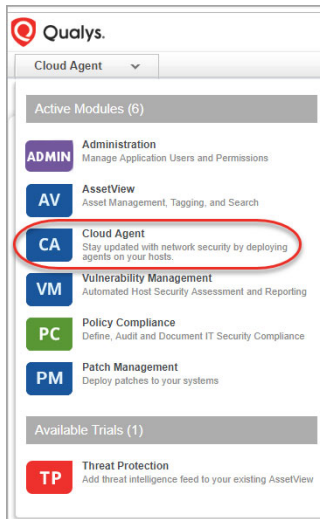 Qualys.
Cloud Agent
Active Modules (6)
ADMIN
Administration
Manage Application Users and Permissions
AV
AssetView
Asset Management, Tagging, and Search
CA
Cloud Agent
Stay updated with network security by deploying
agents on your hosts.
VM
Vulnerability Management
Automated Host Security Assessment and Reporting
PC
Policy Compliance
Define, Audit and Document IT Security Compliance
PM
Patch Management
Deploy patches to your systems
Available Trials (1)
TP
Threat Protection
Add threat intelligence feed to your existing AssetView